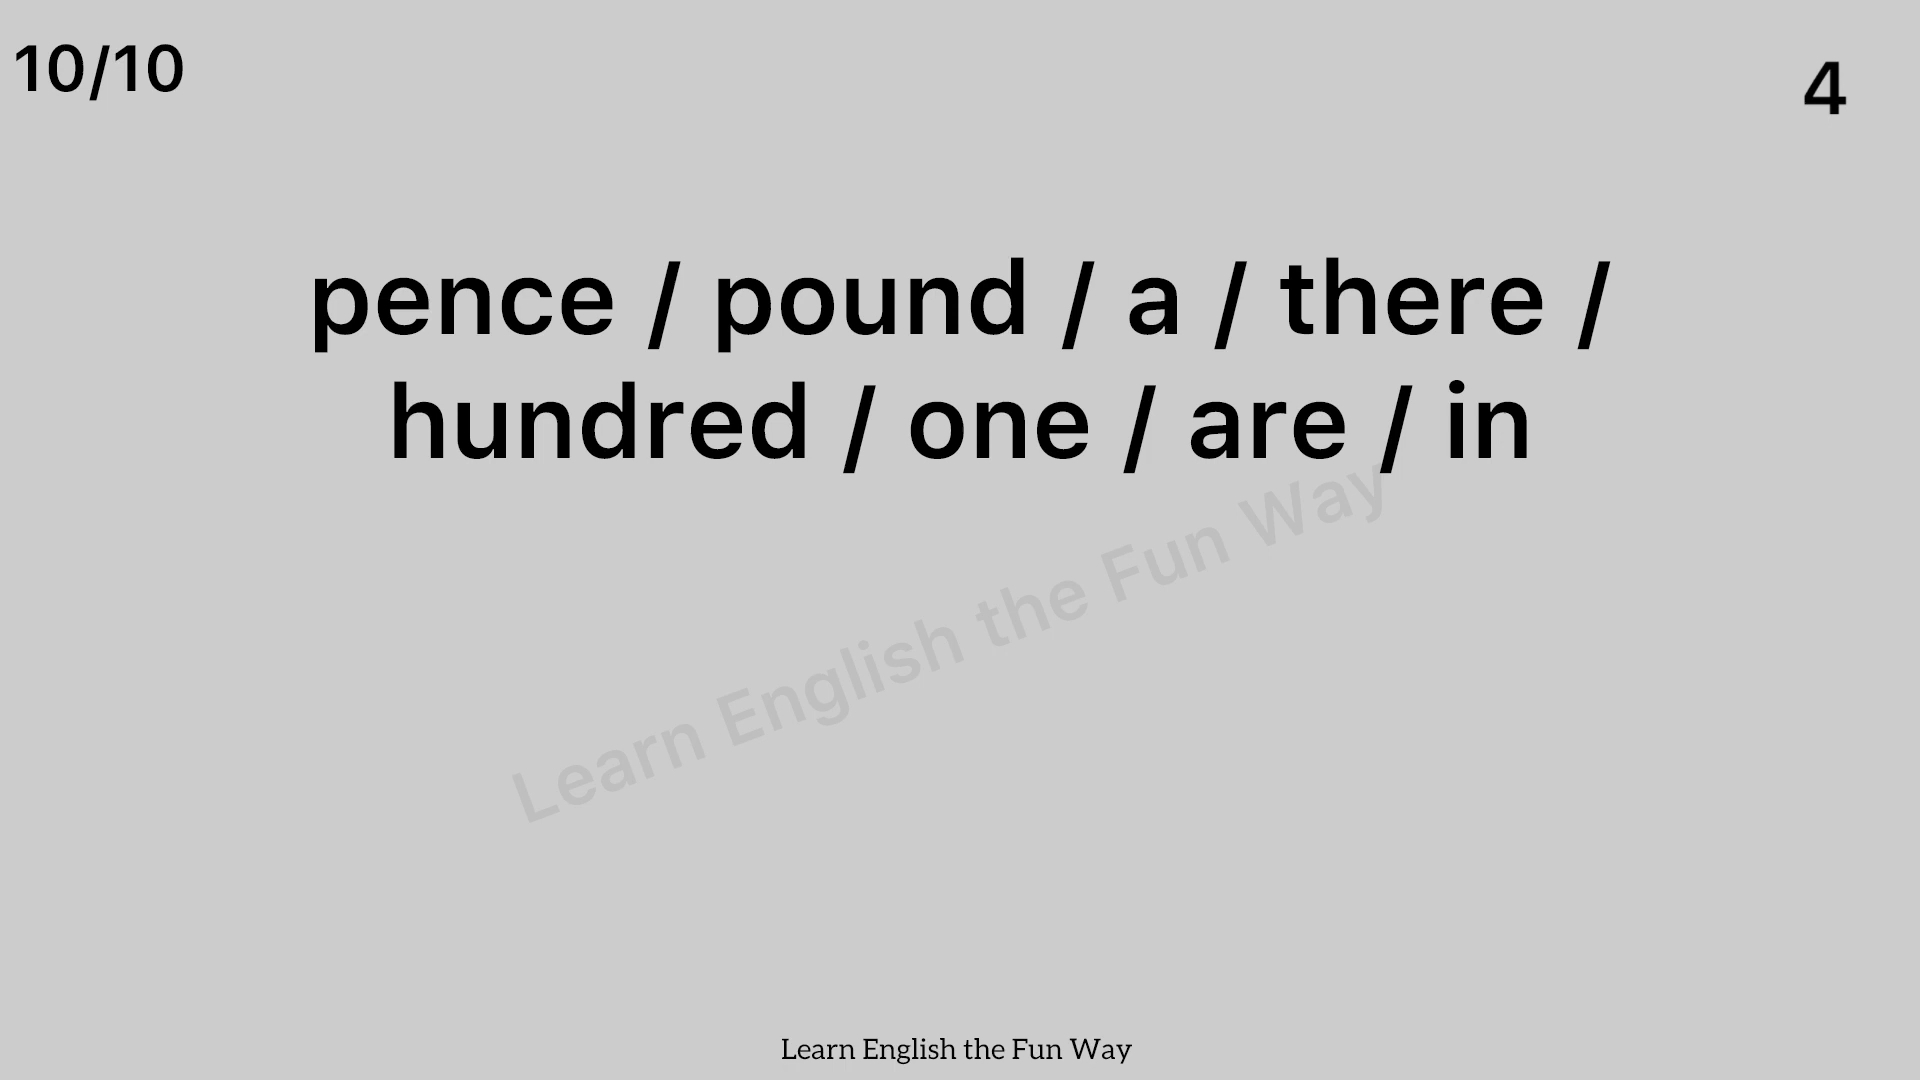 10/10
4
pence / pound / a / there /
hundred / one / are / in
Learn English the Fun Way
Learn English the Fun Way